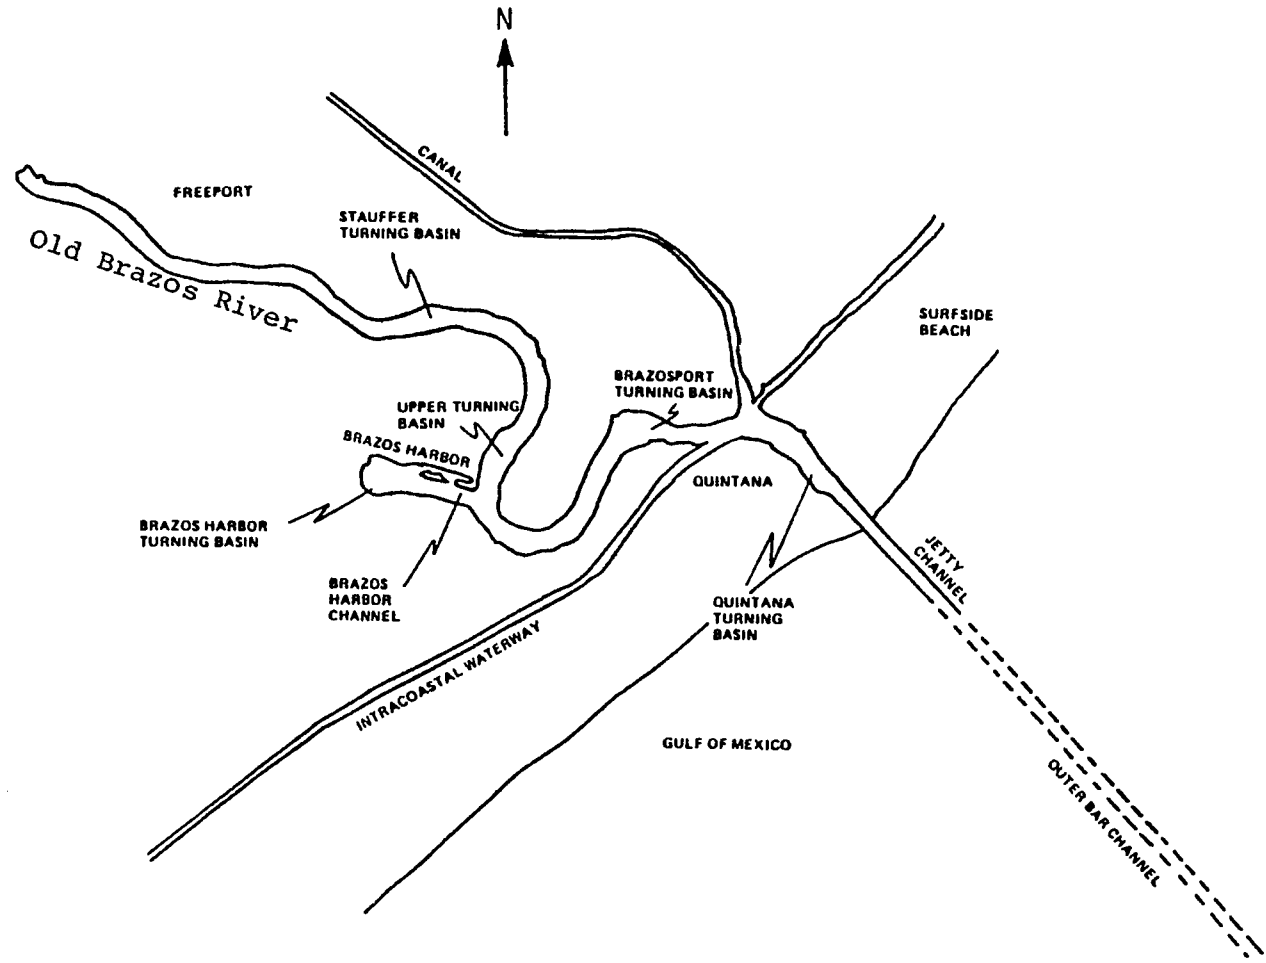 N
CANAL
FREEPORT
STAUFFER
TURNING BASIN
Old Brazos River
SURFSIDE
BEACH
BRAZOSPORT
TURNING BASIN
UPPER TURNING
BASIN
BRAZOS HARBOR
QUINTANA
BRAZOS HARBOR
TURNING BASIN
JETTY
CHANNEL
BRAZOS
HARBOR
CHANNEL
QUINTANA
TURNING
BASIN
INTRACOASTAL WATERWAY
GULF OF MEXICO
OUTER BAR CHANNEL